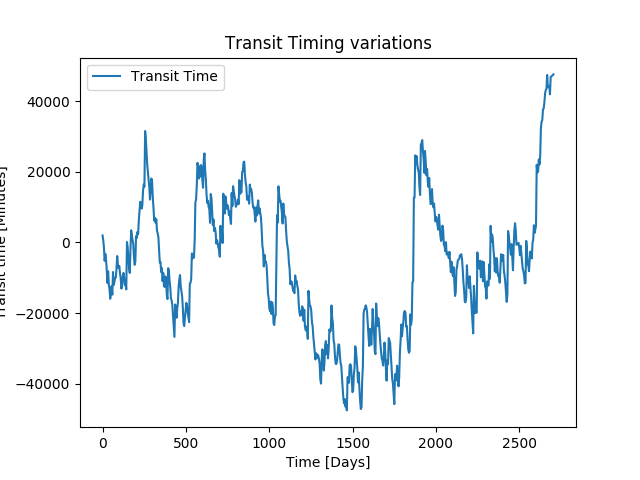 Transit Timing variations
Transit Time
40000
20000
0
−20000
−40000
Transit time [Minutes]
0
500
1000
1500
2000
2500
Time [Days]